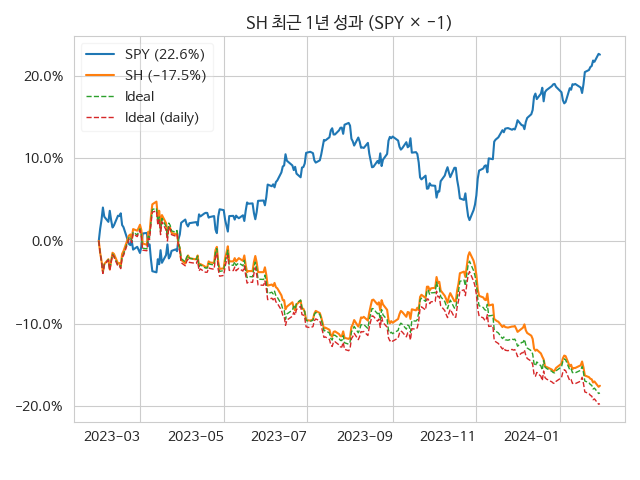 SH 최근 1년 성과 (SPY × −1)
SPY (22.6%)
SH (−17.5%)
Ideal
Ideal (daily)
20.0%
10.0%
0.0%
−10.0%
−20.0%
2023−03 2023−05 2023−07 2023−09 2023−11 2024−01